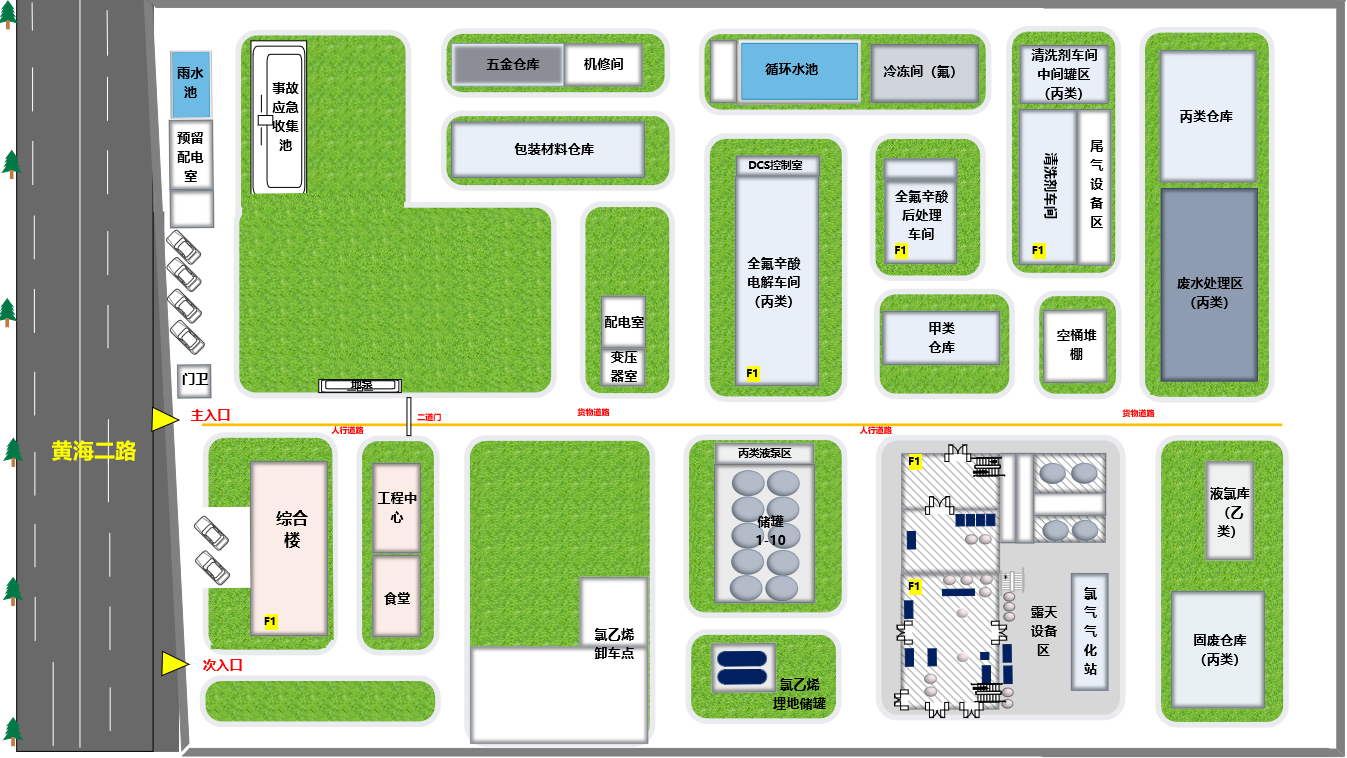 雨水
池
预留
配电
室
门卫
主入口
黄海二路
次入口
事故
应急
收集
池
地泵
二道门
五金仓库
机修间
包装材料仓库
配电室
变压
器室
货物道路
人行道路
循环水池
冷冻间（氟）
DCS控制室
全氟辛酸
电解车间
（丙类）
F1
全氟辛酸
后处理
车间
F1
清洗剂车间
中间罐区
（丙类）
清洗剂车间
F1
尾
气
设
备
区
甲类
仓库
空桶堆
棚
丙类仓库
废水处理区
（丙类）
货物道路
人行道路
综合
楼
F1
工程中
心
食堂
氯乙烯
卸车点
丙类液泵区
储罐
1-10
氯乙烯
埋地储罐
F1
F1
露天
设备
区
氯
气
气
化
站
液氯库
（乙
类）
固废仓库
（丙类）